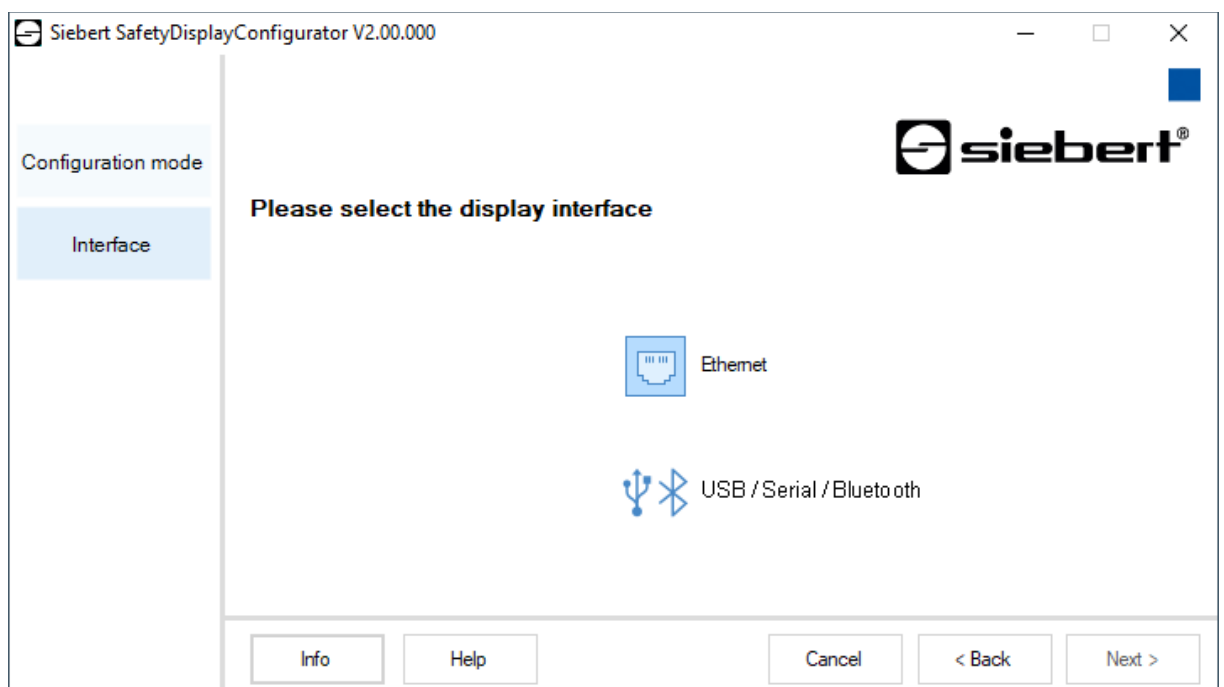 Siebert SafetyDisplayConfigurator V2.00.000
siebert®
Configuration mode
Please select the display interface
Interface
Ethernet
USB / Serial / Bluetooth
Info
Help
Cancel
< Back
Next >